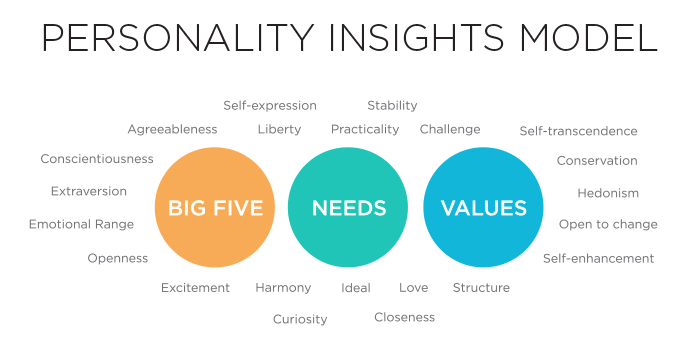 PERSONALITY INSIGHTS MODEL
Self-expression
Stability
Agreeableness
Liberty
Practicality
Challenge
Self-transcendence
Conscientiousness
Conservation
Extraversion
Hedonism
BIG FIVE
NEEDS
VALUES
Emotional Range
Open to change
Openness
Self-enhancement
Excitement
Harmony
Ideal
Love
Structure
Curiosity
Closeness